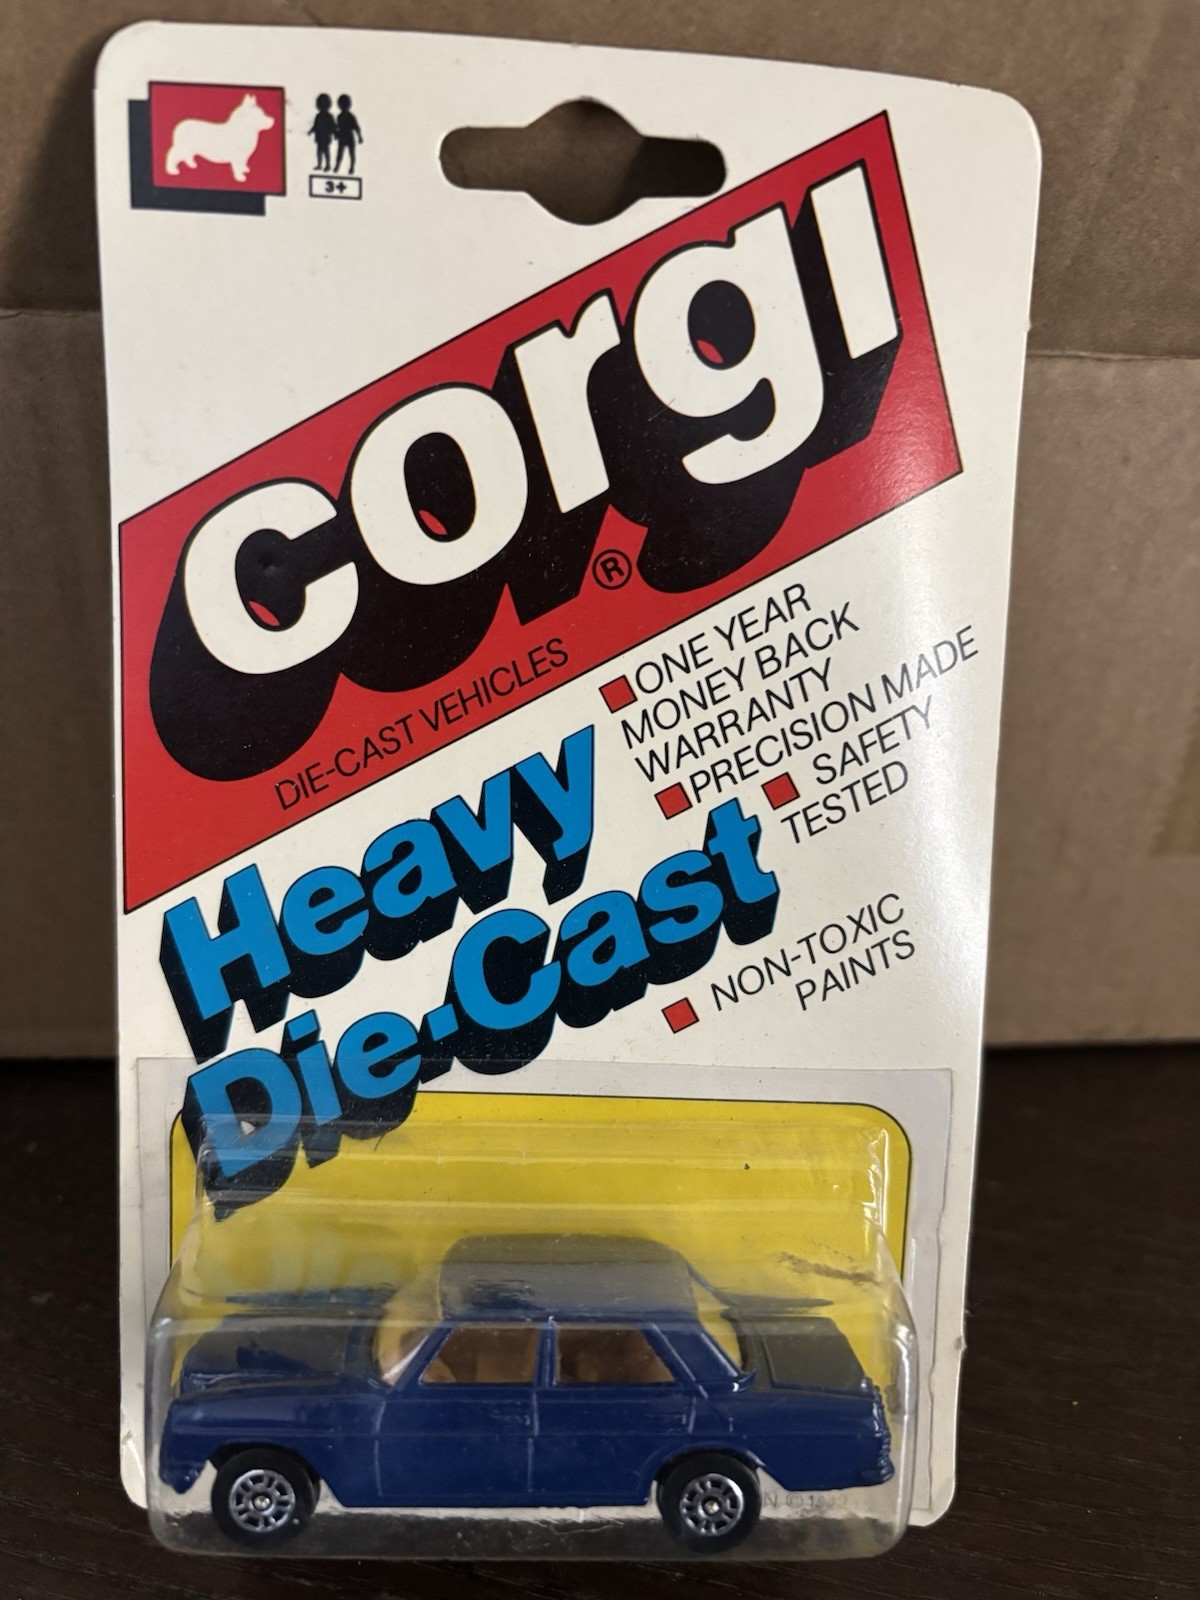 3+
corgi
®
DIE-CAST VEHICLES
■ONE YEAR
MONEY BACK
WARRANTY
■PRECISION MADE
■ SAFETY
TESTED
Heavy
Die-Cast
■ NON-TOXIC
PAINTS